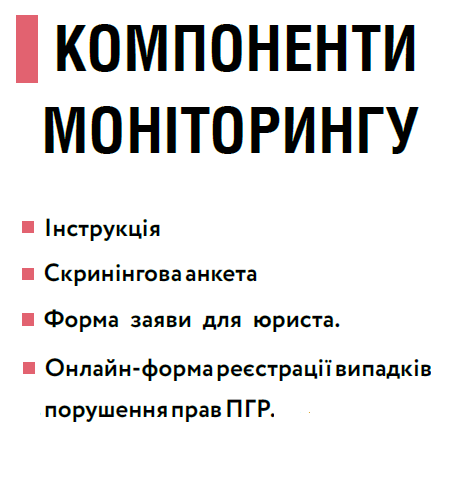 КОМПОНЕНТИ
МОНІТОРИНГУ
Інструкція
Скринінгова анкета
Форма заяви для юриста.
Онлайн-форма реєстрації випадків
порушення прав ПГР.